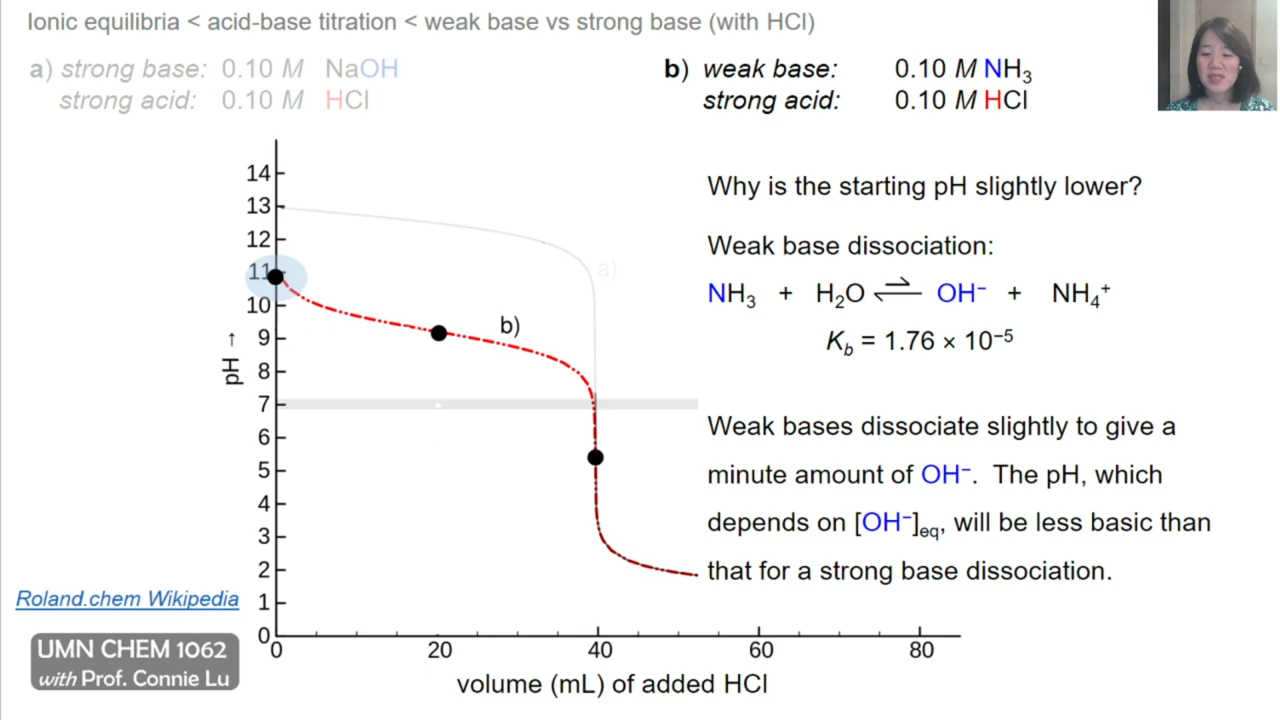 Ionic equilibria < acid-base titration < weak base vs strong base (with HCl)
a) strong base: 0.10 M NaOH
strong acid: 0.10 M HCl
b) weak base: 0.10 M NH₃
strong acid: 0.10 M HCl
Why is the starting pH slightly lower?
Weak base dissociation:
NH₃ + H₂O ⇌ OH⁻ + NH₄⁺
K_b = 1.76 × 10⁻⁵
Weak bases dissociate slightly to give a
minute amount of OH⁻. The pH, which
depends on [OH⁻]eq, will be less basic than
that for a strong base dissociation.
14
13
12
11
10
9
8
7
6
5
4
3
2
1
0
pH →
a)
b)
0 20 40 60 80
volume (mL) of added HCl
Roland.chem Wikipedia
UMN CHEM 1062
with Prof. Connie Lu